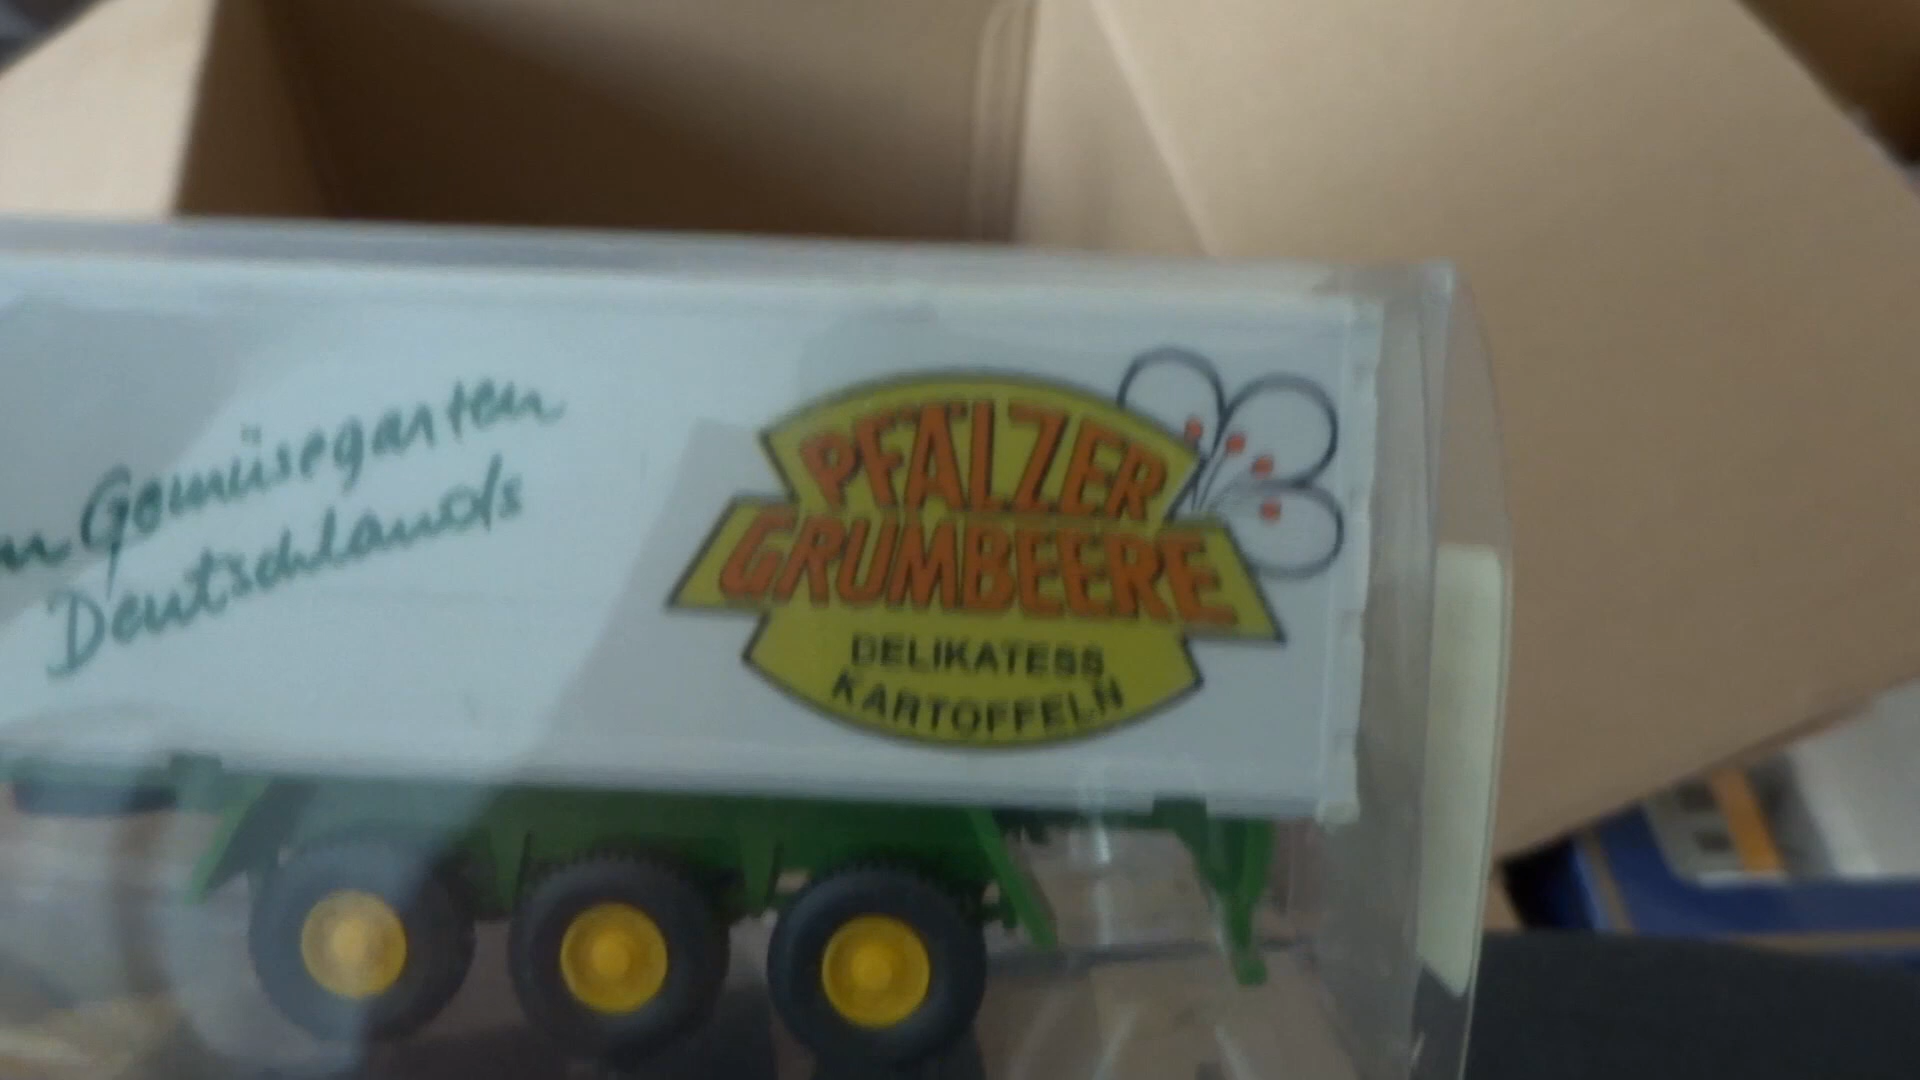 Gemüsegarten
Deutschlands
PFÄLZER
GRUMBEERE
DELIKATESS
KARTOFFELN